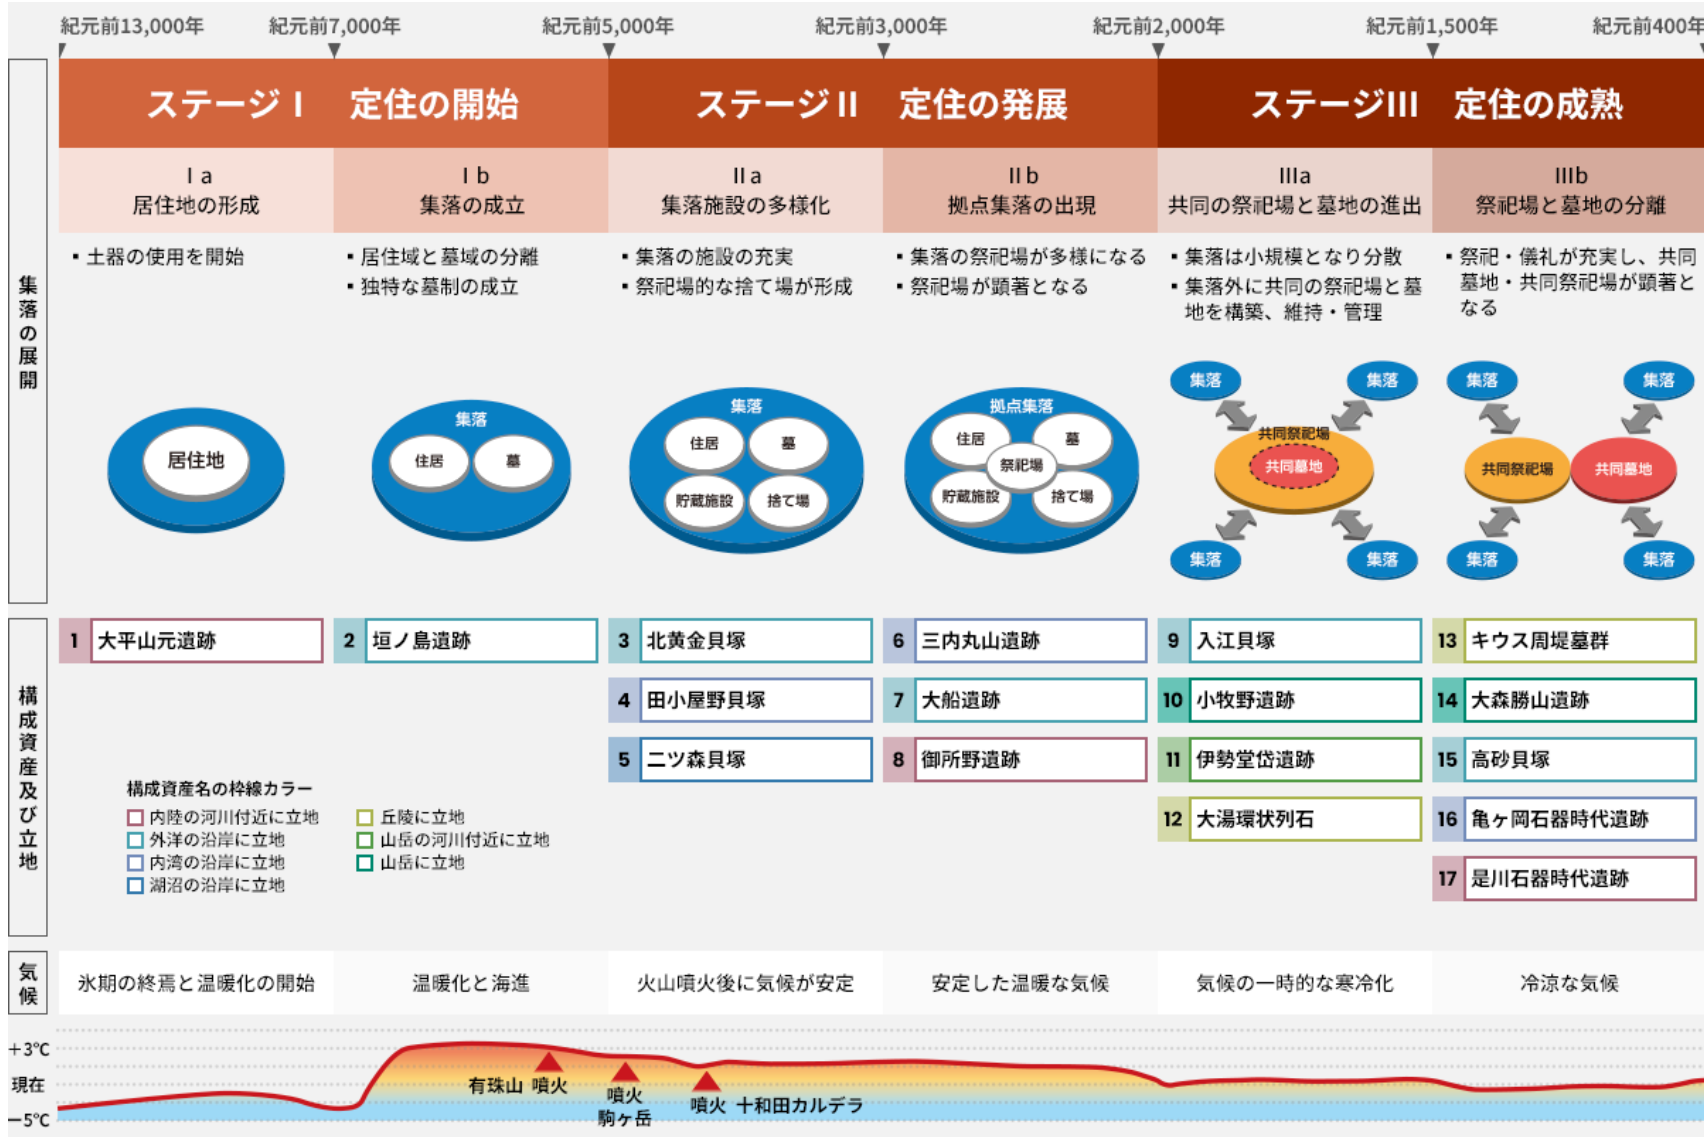 紀元前13,000年
紀元前7,000年
紀元前5,000年
紀元前3,000年
紀元前2,000年
紀元前1,500年
紀元前400年
集落の展開
ステージⅠ 定住の開始
ステージⅡ 定住の発展
ステージⅢ 定住の成熟
Ⅰa
居住地の形成
Ⅰb
集落の成立
Ⅱa
集落施設の多様化
Ⅱb
拠点集落の出現
Ⅲa
共同の祭祀場と墓地の進出
Ⅲb
祭祀場と墓地の分離
▪ 土器の使用を開始
▪ 居住域と墓域の分離
▪ 独特な墓制の成立
▪ 集落の施設の充実
▪ 祭祀場的な捨て場が形成
▪ 集落の祭祀場が多様になる
▪ 祭祀場が顕著となる
▪ 集落は小規模となり分散
▪ 集落外に共同の祭祀場と墓
地を構築、維持・管理
▪ 祭祀・儀礼が充実し、共同
墓地・共同祭祀場が顕著と
なる
居住地
集落
住居
墓
集落
住居
墓
貯蔵施設
捨て場
拠点集落
住居
墓
祭祀場
貯蔵施設
捨て場
集落
集落
共同祭祀場
共同墓地
集落
集落
集落
集落
共同祭祀場
共同墓地
集落
集落
構成資産及び立地
1 大平山元遺跡
2 垣ノ島遺跡
3 北黄金貝塚
4 田小屋野貝塚
5 二ツ森貝塚
6 三内丸山遺跡
7 大船遺跡
8 御所野遺跡
9 入江貝塚
10 小牧野遺跡
11 伊勢堂岱遺跡
12 大湯環状列石
13 キウス周堤墓群
14 大森勝山遺跡
15 高砂貝塚
16 亀ヶ岡石器時代遺跡
17 是川石器時代遺跡
構成資産名の枠線カラー
内陸の河川付近に立地
外洋の沿岸に立地
内湾の沿岸に立地
湖沼の沿岸に立地
丘陵に立地
山岳の河川付近に立地
山岳に立地
気候
氷期の終焉と温暖化の開始
温暖化と海進
火山噴火後に気候が安定
安定した温暖な気候
気候の一時的な寒冷化
冷涼な気候
+3℃
現在
−5℃
有珠山 噴火
噴火
駒ヶ岳
噴火 十和田カルデラ